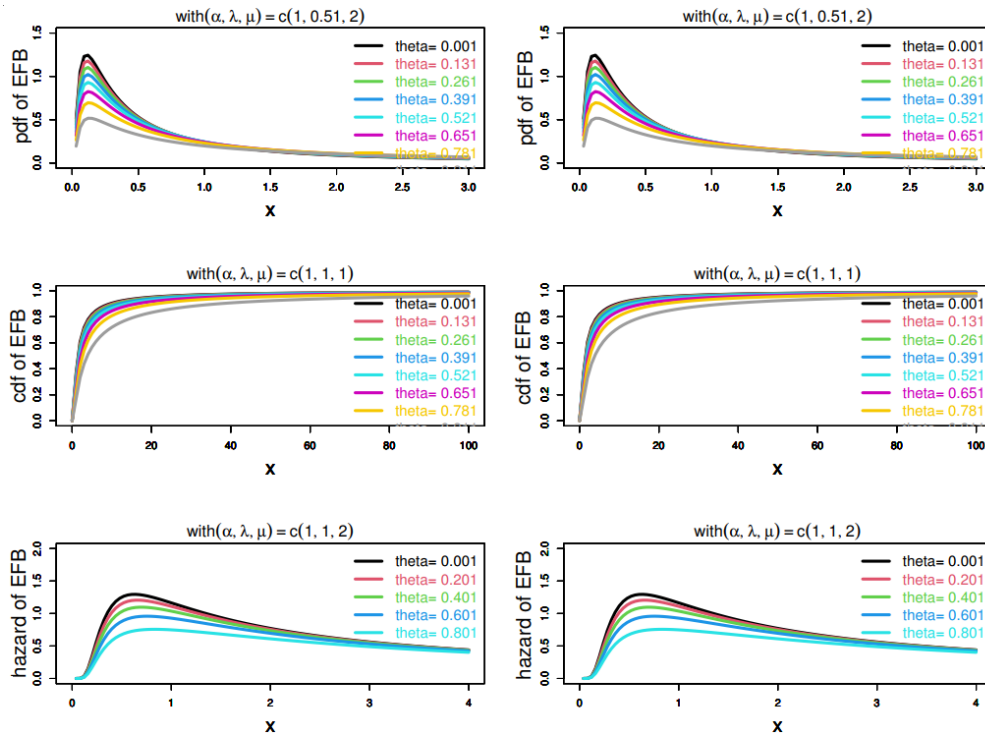 with(α, λ, μ) = c(1, 0.51, 2)
pdf of EFB
1.5
1.0
0.5
0.0
theta= 0.001
theta= 0.131
theta= 0.261
theta= 0.391
theta= 0.521
theta= 0.651
theta= 0.781
0.0 0.5 1.0 1.5 2.0 2.5 3.0
X
with(α, λ, μ) = c(1, 0.51, 2)
pdf of EFB
1.5
1.0
0.5
0.0
theta= 0.001
theta= 0.131
theta= 0.261
theta= 0.391
theta= 0.521
theta= 0.651
theta= 0.781
0.0 0.5 1.0 1.5 2.0 2.5 3.0
X
with(α, λ, μ) = c(1, 1, 1)
cdf of EFB
1.0
0.8
0.6
0.4
0.2
0.0
theta= 0.001
theta= 0.131
theta= 0.261
theta= 0.391
theta= 0.521
theta= 0.651
theta= 0.781
0 20 40 60 80 100
X
with(α, λ, μ) = c(1, 1, 1)
cdf of EFB
1.0
0.8
0.6
0.4
0.2
0.0
theta= 0.001
theta= 0.131
theta= 0.261
theta= 0.391
theta= 0.521
theta= 0.651
theta= 0.781
0 20 40 60 80 100
X
with(α, λ, μ) = c(1, 1, 2)
hazard of EFB
2.0
1.5
1.0
0.5
0.0
theta= 0.001
theta= 0.201
theta= 0.401
theta= 0.601
theta= 0.801
0 1 2 3 4
X
with(α, λ, μ) = c(1, 1, 2)
hazard of EFB
2.0
1.5
1.0
0.5
0.0
theta= 0.001
theta= 0.201
theta= 0.401
theta= 0.601
theta= 0.801
0 1 2 3 4
X